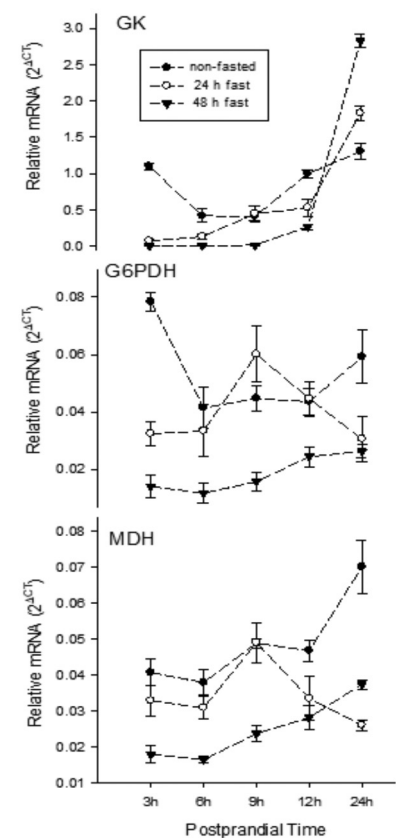 GK
Relative mRNA (2^ΔCT)
3.0
2.5
2.0
1.5
1.0
0.5
0.0
non-fasted
24 h fast
48 h fast
G6PDH
Relative mRNA (2^ΔCT)
0.08
0.06
0.04
0.02
MDH
Relative mRNA (2^ΔCT)
0.08
0.07
0.06
0.05
0.04
0.03
0.02
0.01
3h 6h 9h 12h 24h
Postprandial Time